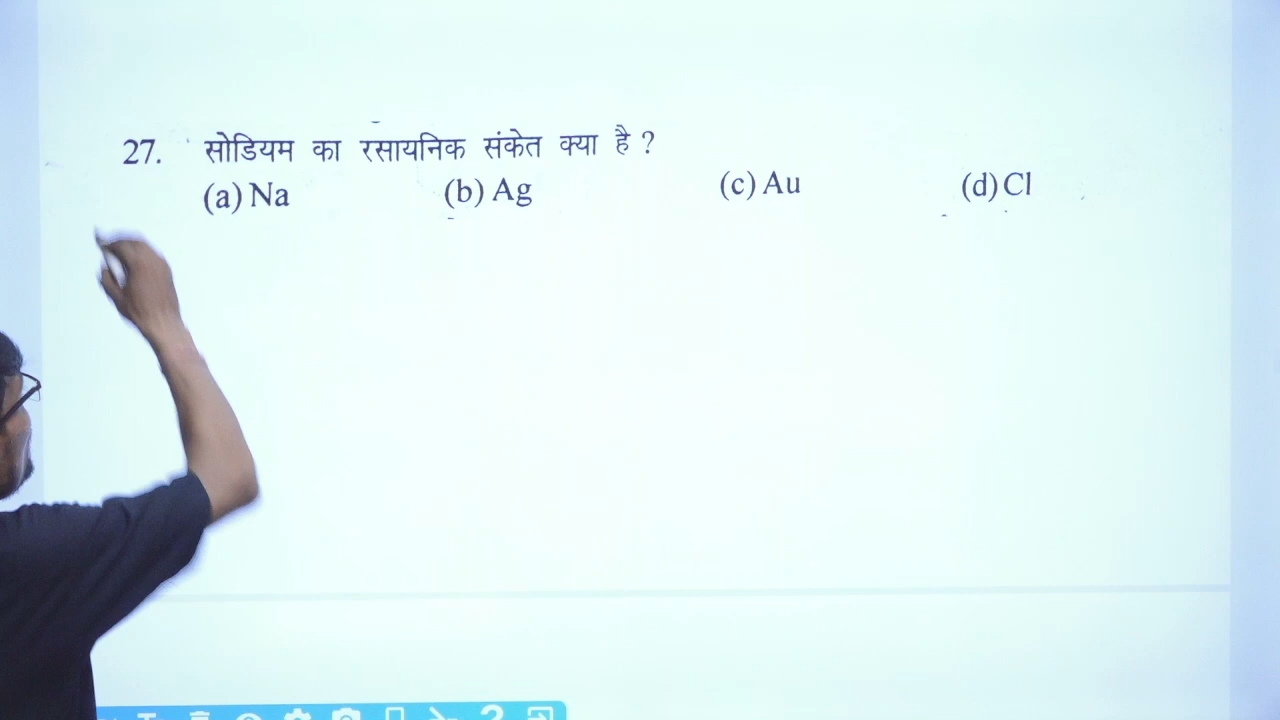 27. सोडियम का रसायनिक संकेत क्या है ?
(a) Na (b) Ag (c) Au (d) Cl